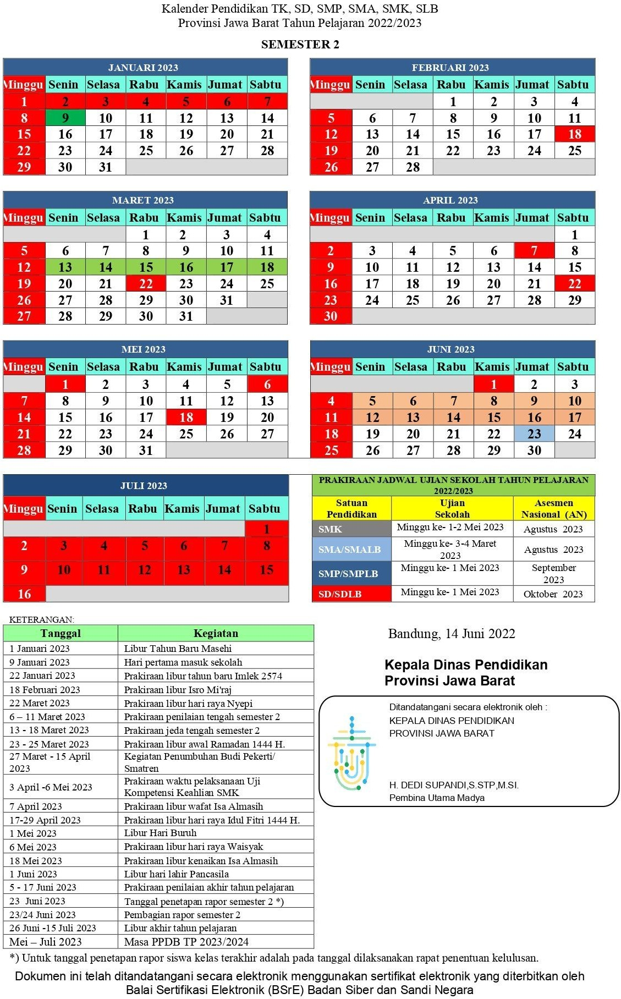 Kalender Pendidikan TK, SD, SMP, SMA, SMK, SLB
Provinsi Jawa Barat Tahun Pelajaran 2022/2023
SEMESTER 2
JANUARI 2023
Minggu Senin Selasa Rabu Kamis Jumat Sabtu
1 2 3 4 5 6 7
8 9 10 11 12 13 14
15 16 17 18 19 20 21
22 23 24 25 26 27 28
29 30 31
FEBRUARI 2023
Minggu Senin Selasa Rabu Kamis Jumat Sabtu
1 2 3 4
5 6 7 8 9 10 11
12 13 14 15 16 17 18
19 20 21 22 23 24 25
26 27 28
MARET 2023
Minggu Senin Selasa Rabu Kamis Jumat Sabtu
1 2 3 4
5 6 7 8 9 10 11
12 13 14 15 16 17 18
19 20 21 22 23 24 25
26 27 28 29 30 31
27 28 29 30 31
APRIL 2023
Minggu Senin Selasa Rabu Kamis Jumat Sabtu
1
2 3 4 5 6 7 8
9 10 11 12 13 14 15
16 17 18 19 20 21 22
23 24 25 26 27 28 29
30
MEI 2023
Minggu Senin Selasa Rabu Kamis Jumat Sabtu
1 2 3 4 5 6
7 8 9 10 11 12 13
14 15 16 17 18 19 20
21 22 23 24 25 26 27
28 29 30 31
JUNI 2023
Minggu Senin Selasa Rabu Kamis Jumat Sabtu
1 2 3
4 5 6 7 8 9 10
11 12 13 14 15 16 17
18 19 20 21 22 23 24
25 26 27 28 29 30
JULI 2023
Minggu Senin Selasa Rabu Kamis Jumat Sabtu
1
2 3 4 5 6 7 8
9 10 11 12 13 14 15
16
PRAKIRAAN JADWAL UJIAN SEKOLAH TAHUN PELAJARAN
2022/2023
Satuan Pendidikan Ujian Sekolah Asesmen Nasional (AN)
SMK Minggu ke- 1-2 Mei 2023 Agustus 2023
SMA/SMALB Minggu ke- 3-4 Maret 2023 Agustus 2023
SMP/SMPLB Minggu ke- 1 Mei 2023 September 2023
SD/SDLB Minggu ke- 1 Mei 2023 Oktober 2023
KETERANGAN:
Tanggal Kegiatan
1 Januari 2023 Libur Tahun Baru Masehi
9 Januari 2023 Hari pertama masuk sekolah
22 Januari 2023 Prakiraan libur tahun baru Imlek 2574
18 Februari 2023 Prakiraan libur Isro Mi'raj
22 Maret 2023 Prakiraan libur hari raya Nyepi
6 – 11 Maret 2023 Prakiraan penilaian tengah semester 2
13 - 18 Maret 2023 Prakiraan jeda tengah semester 2
23 - 25 Maret 2023 Prakiraan libur awal Ramadan 1444 H.
27 Maret - 15 April 2023 Kegiatan Penumbuhan Budi Pekerti/ Smatren
3 April -6 Mei 2023 Prakiraan waktu pelaksanaan Uji Kompetensi Keahlian SMK
7 April 2023 Prakiraan libur wafat Isa Almasih
17-29 April 2023 Prakiraan libur hari raya Idul Fitri 1444 H.
1 Mei 2023 Libur Hari Buruh
6 Mei 2023 Prakiraan libur hari raya Waisyak
18 Mei 2023 Prakiraan libur kenaikan Isa Almasih
1 Juni 2023 Libur hari lahir Pancasila
5 - 17 Juni 2023 Prakiraan penilaian akhir tahun pelajaran
23 Juni 2023 Tanggal penetapan rapor semester 2 *)
23/24 Juni 2023 Pembagian rapor semester 2
26 Juni -15 Juli 2023 Libur akhir tahun pelajaran
Mei – Juli 2023 Masa PPDB TP 2023/2024
Bandung, 14 Juni 2022
Kepala Dinas Pendidikan
Provinsi Jawa Barat
Ditandatangani secara elektronik oleh :
KEPALA DINAS PENDIDIKAN
PROVINSI JAWA BARAT
H. DEDI SUPANDI,S.STP,M.SI.
Pembina Utama Madya
*) Untuk tanggal penetapan rapor siswa kelas terakhir adalah pada tanggal dilaksanakan rapat penentuan kelulusan.
Dokumen ini telah ditandatangani secara elektronik menggunakan sertifikat elektronik yang diterbitkan oleh
Balai Sertifikasi Elektronik (BSrE) Badan Siber dan Sandi Negara